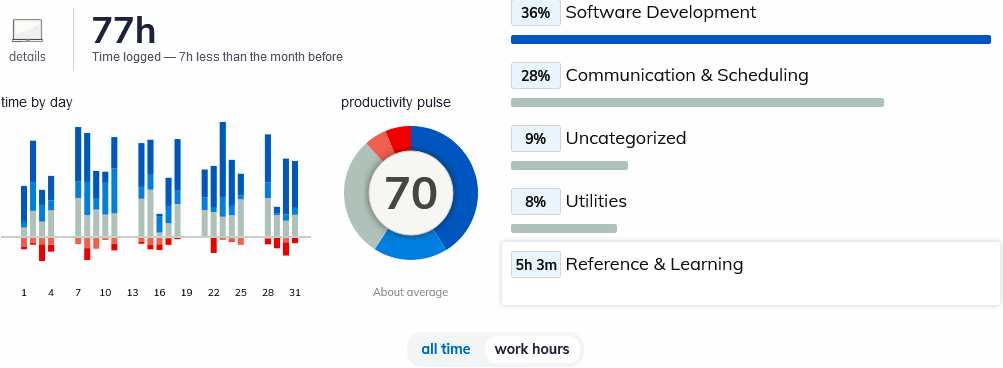 77h
details
Time logged — 7h less than the month before
time by day
productivity pulse
1 4 7 10 13 16 19 22 25 28 31
70
About average
36% Software Development
28% Communication & Scheduling
9% Uncategorized
8% Utilities
5h 3m Reference & Learning
all time work hours